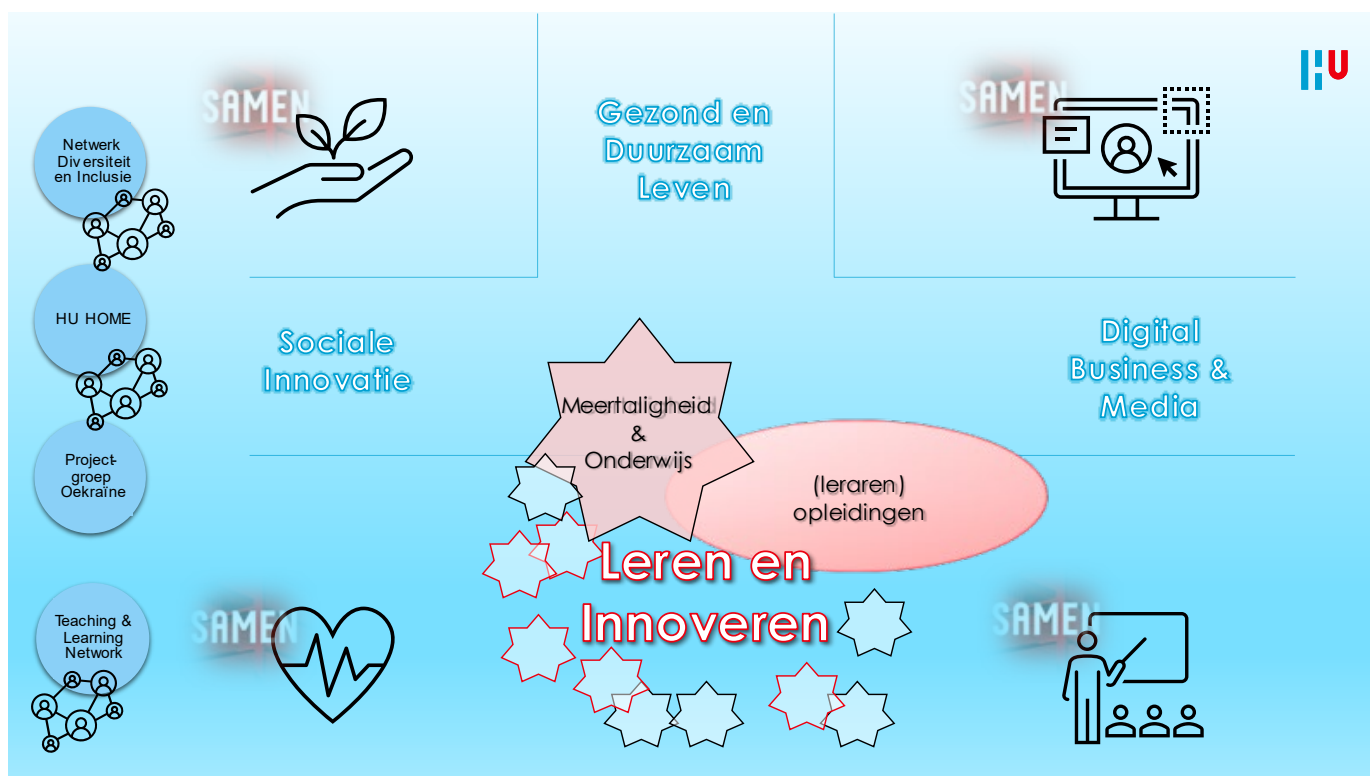 SAMEN
SAMEN
HU
Gezond en
Duurzaam
Leven
Netwerk
Diversiteit
en Inclusie
HU HOME
Sociale
Innovatie
Digital
Business &
Media
Meertaligheid
&
Onderwijs
Project-
groep
Oekraïne
(leraren)
opleidingen
Leren en
Innoveren
Teaching &
Learning
Network
SAMEN
SAMEN